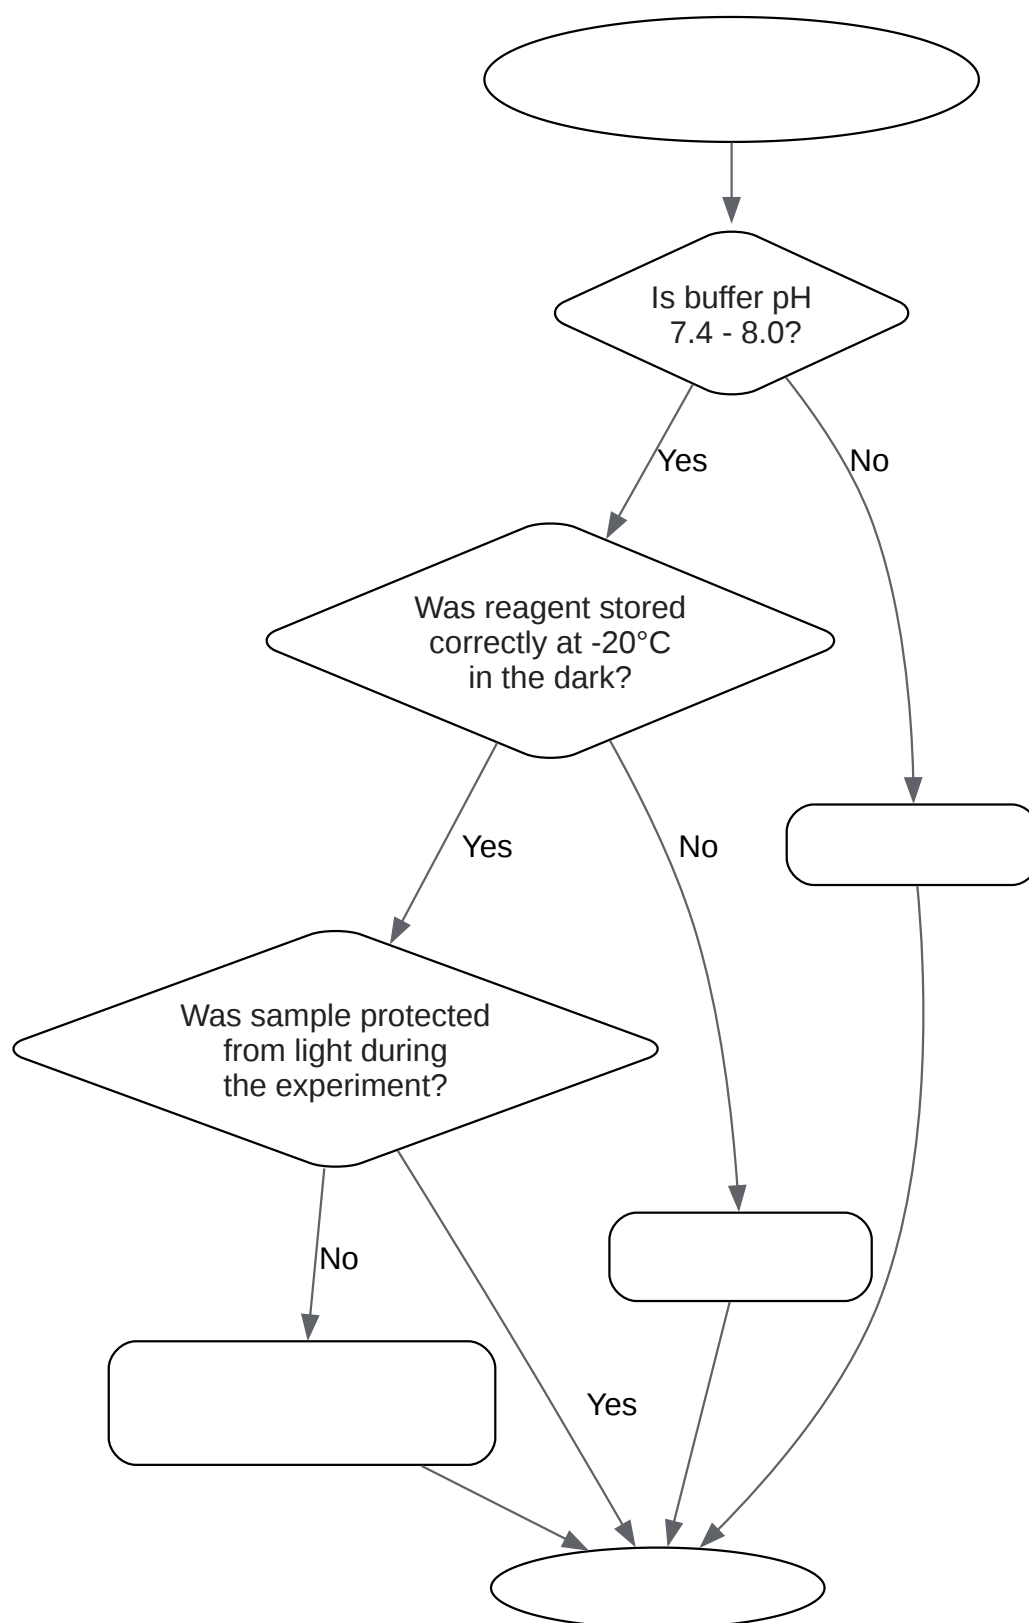 Is buffer pH
7.4 - 8.0?
Yes
No
Was reagent stored
correctly at -20°C
in the dark?
Yes
No
Was sample protected
from light during
the experiment?
No
Yes